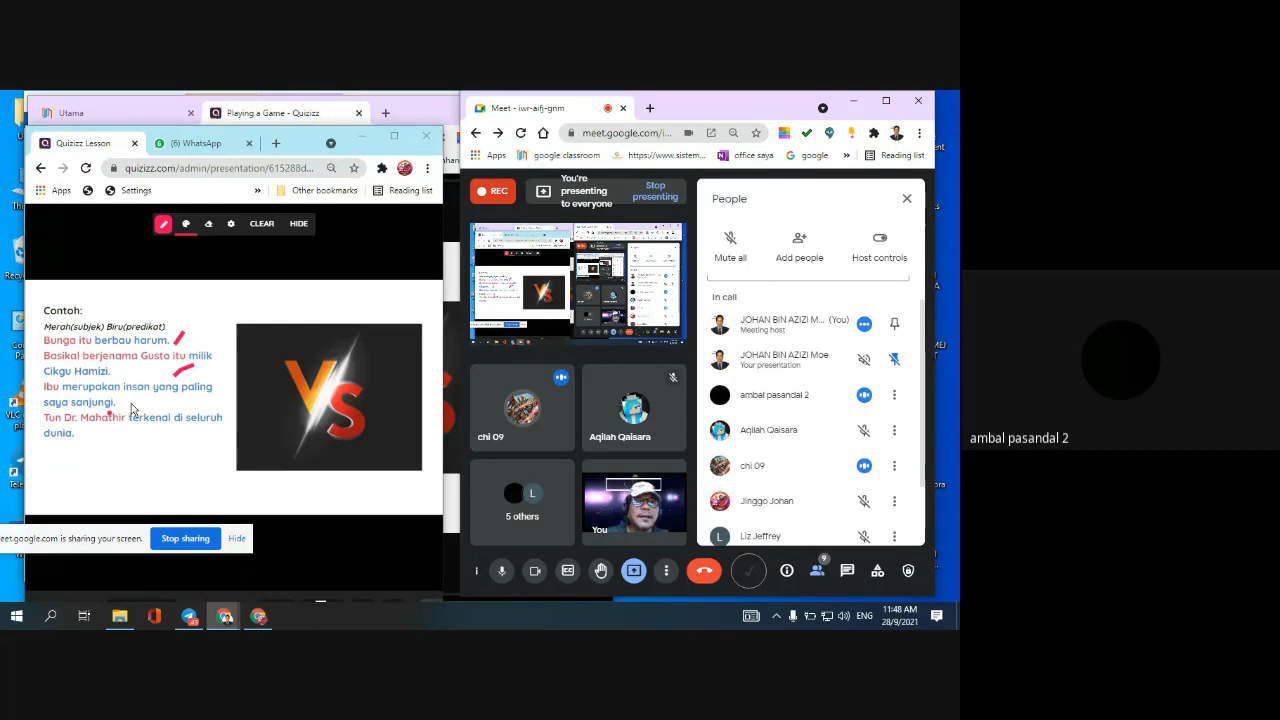 Utama
Playing a Game - Quizizz
Quizizz Lesson
(6) WhatsApp
quizizz.com/admin/presentation/615288d...
Apps
Settings
Other bookmarks
Reading list
CLEAR
HIDE
Contoh:
Merah(subjek) Biru(predikat)
Bunga itu berbau harum.
Basikal berjenama Gusto itu milik
Cikgu Hamizi.
Ibu merupakan insan yang paling
saya sanjungi.
Tun Dr. Mahathir terkenal di seluruh
dunia.
VS
meet.google.com is sharing your screen.
Stop sharing
Hide
Meet - iwr-aifj-gnm
meet.google.com/i...
Apps
google classroom
https://www.sistem...
office saya
google
Reading list
REC
You're
presenting
to everyone
Stop
presenting
People
Mute all
Add people
Host controls
In call
JOHAN BIN AZIZI M... (You)
Meeting host
JOHAN BIN AZIZI Moe
Your presentation
ambal pasandal 2
Aqilah Qaisara
chi 09
Jinggo Johan
Liz Jeffrey
chi 09
Aqilah Qaisara
L
5 others
You
9
ENG
11:48 AM
28/9/2021
ambal pasandal 2